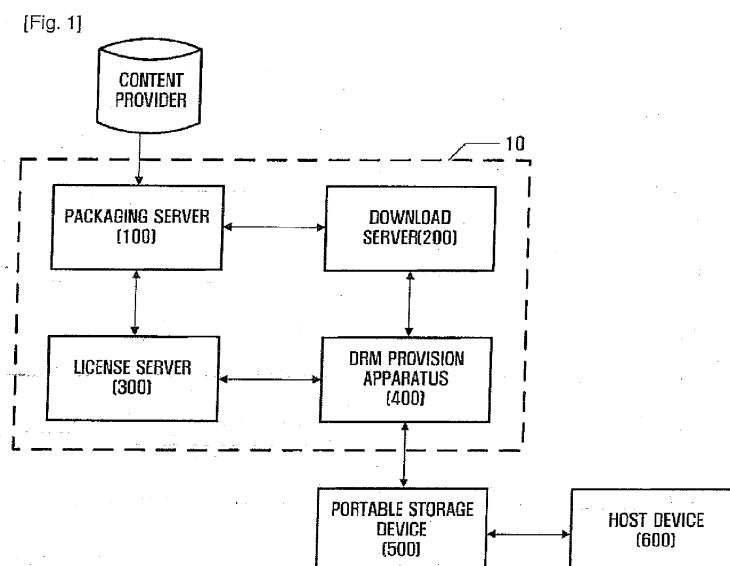 [Fig. 1]
CONTENT
PROVIDER
10
PACKAGING SERVER
(100)
DOWNLOAD
SERVER(200)
LICENSE SERVER
(300)
DRM PROVISION
APPARATUS
(400)
PORTABLE STORAGE
DEVICE
(500)
HOST DEVICE
(600)